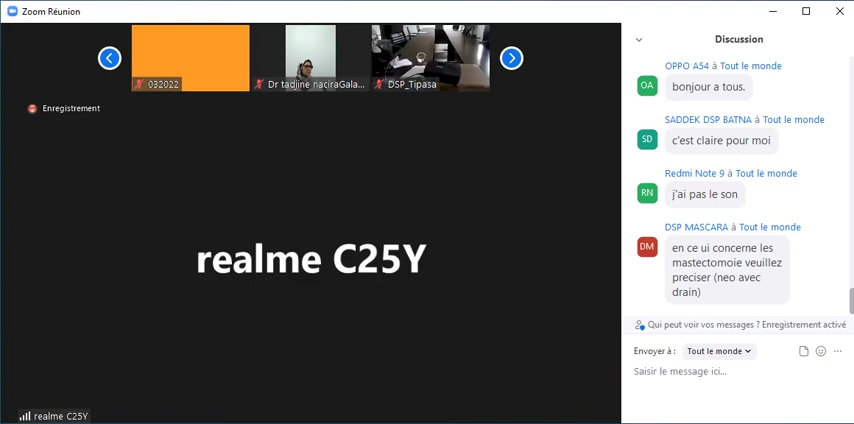 Zoom Réunion
032022
Dr tadjine naciraGala...
DSP_Tipasa
Enregistrement
realme C25Y
realme C25Y
Discussion
OPPO A54 à Tout le monde
OA
bonjour a tous.
SADDEK DSP BATNA à Tout le monde
SD
c'est claire pour moi
Redmi Note 9 à Tout le monde
RN
j'ai pas le son
DSP MASCARA à Tout le monde
DM
en ce ui concerne les
mastectomoie veuillez
preciser (neo avec
drain)
Qui peut voir vos messages ? Enregistrement activé
Envoyer à :
Tout le monde
Saisir le message ici...